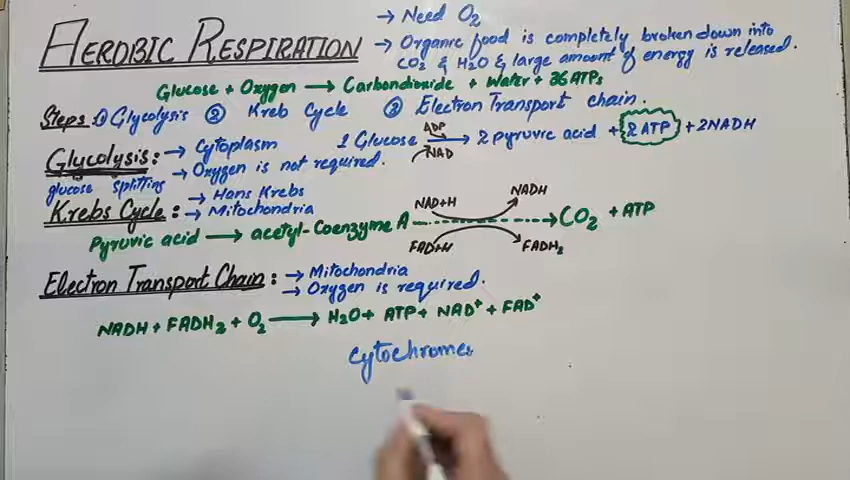 AEROBIC RESPIRATION
→ Need O2
→ Organic food is completely broken down into
CO2 & H2O & large amount of energy is released.
Glucose + Oxygen → Carbondioxide + Water + 36ATPs
Steps ① Glycolysis ② Kreb Cycle ③ Electron Transport chain.
Glycolysis: → Cytoplasm
glucose splitting → Oxygen is not required.
1 Glucose → 2 pyruvic acid + 2 ATP + 2NADH
ADP
NAD
Krebs Cycle: → Hans Krebs
→ Mitochondria
Pyruvic acid → acetyl-Coenzyme A → CO2 + ATP
NAD+H NADH
FAD+H FADH2
Electron Transport Chain: → Mitochondria
→ Oxygen is required.
NADH + FADH2 + O2 → H2O + ATP + NAD+ + FAD+
Cytochromes